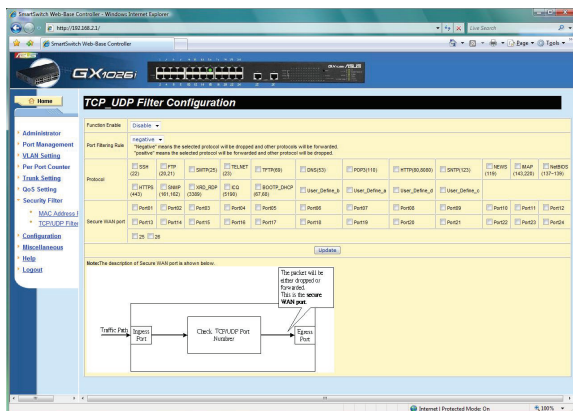 SmartSwitch Web-Base Controller - Windows Internet Explorer
http://192.168.2.1/
Live Search
SmartSwitch Web-Base Controller
Page
Tools
GX1026i
Home
TCP_UDP Filter Configuration
Administrator
Port Management
VLAN Setting
Per Port Counter
Trunk Setting
QoS Setting
Security Filter
MAC Address
TCP/UDP Filter
Configuration
Miscellaneous
Help
Logout
Function Enable Disable
Port Filtering Rule negative
"Negative" means the selected protocol will be dropped and other protocols will be forwarded.
"positive" means the selected protocol will be forwarded and other protocol will be dropped.
Protocol
SSH (22) FTP (20,21) SMTP(25) TELNET (23) TFTP(69) DNS(53) POP3(110) HTTP(80,8080) SNTP(123) NEWS (119) IMAP (143,220) NetBIOS (137~139)
HTTPS (443) SNMP (161,162) XRD_RDP (3389) ICQ (5190) BOOTP_DHCP (67,68) User_Define_b User_Define_a User_Define_d User_Define_c
Secure WAN port
Port01 Port02 Port03 Port04 Port05 Port06 Port07 Port08 Port09 Port10 Port11 Port12
Port13 Port14 Port15 Port16 Port17 Port18 Port19 Port20 Port21 Port22 Port23 Port24
25 26
Update
Note:The description of Secure WAN port is shown below.
The packet will be
either dropped or
forwarded.
This is the secure
WAN port.
Traffic Path
Ingress
Port
Check TCP/UDP Port
Number
Egress
Port
Internet | Protected Mode: On
100%